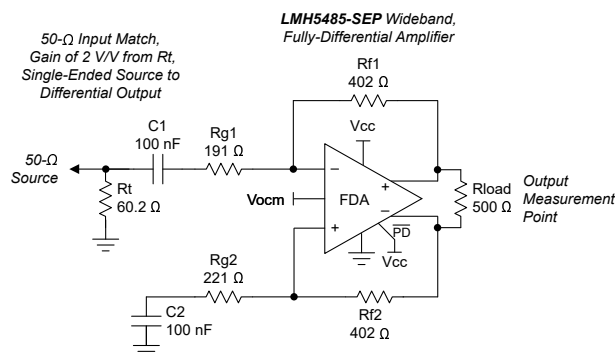 LMH5485-SEP Wideband,
Fully-Differential Amplifier
50-Ω Input Match,
Gain of 2 V/V from Rt,
Single-Ended Source to
Differential Output
Rf1
402 Ω
C1
100 nF
Rg1
191 Ω
Vcc
50-Ω
Source
Rt
60.2 Ω
Vocm
−
+
FDA
+
−
PD
Vcc
Rload
500 Ω
Output
Measurement
Point
Rg2
221 Ω
C2
100 nF
Rf2
402 Ω